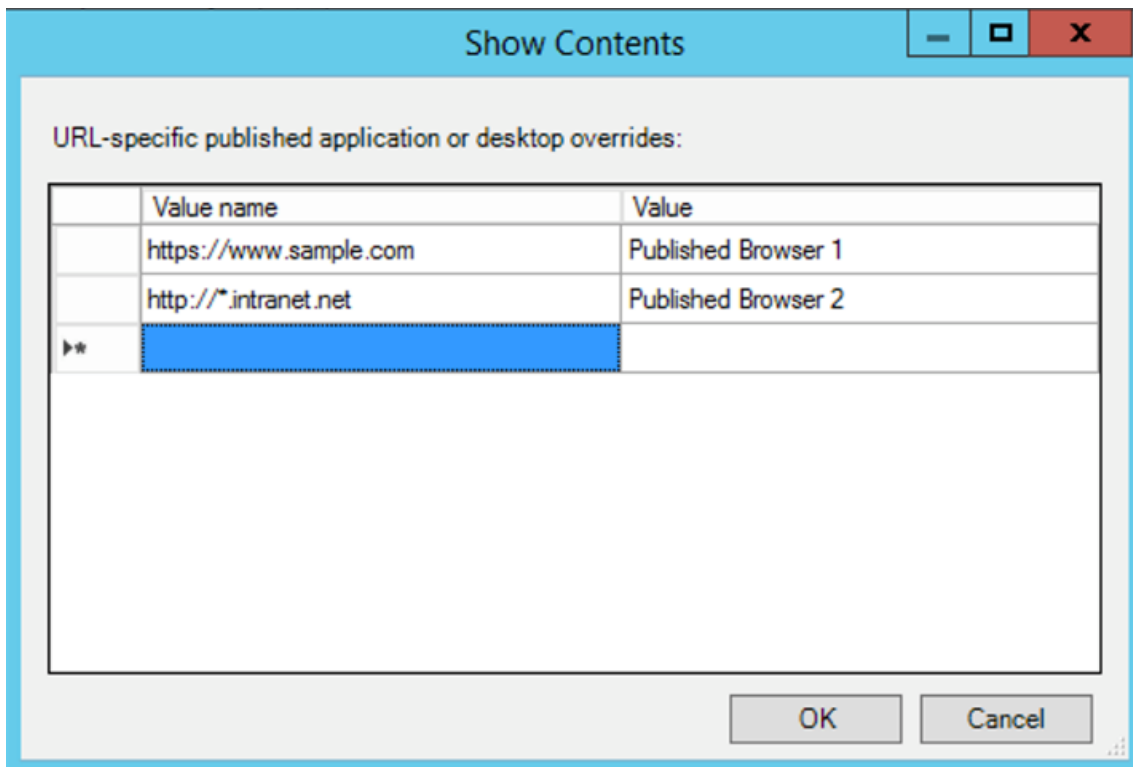 Show Contents
URL-specific published application or desktop overrides:
Value name Value
https://www.sample.com Published Browser 1
http://*.intranet.net Published Browser 2
OK Cancel